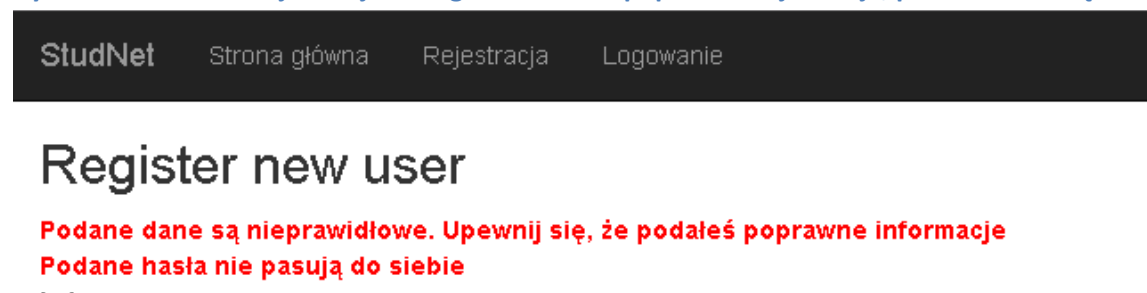 StudNet Strona główna Rejestracja Logowanie
Register new user
Podane dane są nieprawidłowe. Upewnij się, że podałeś poprawne informacje
Podane hasła nie pasują do siebie